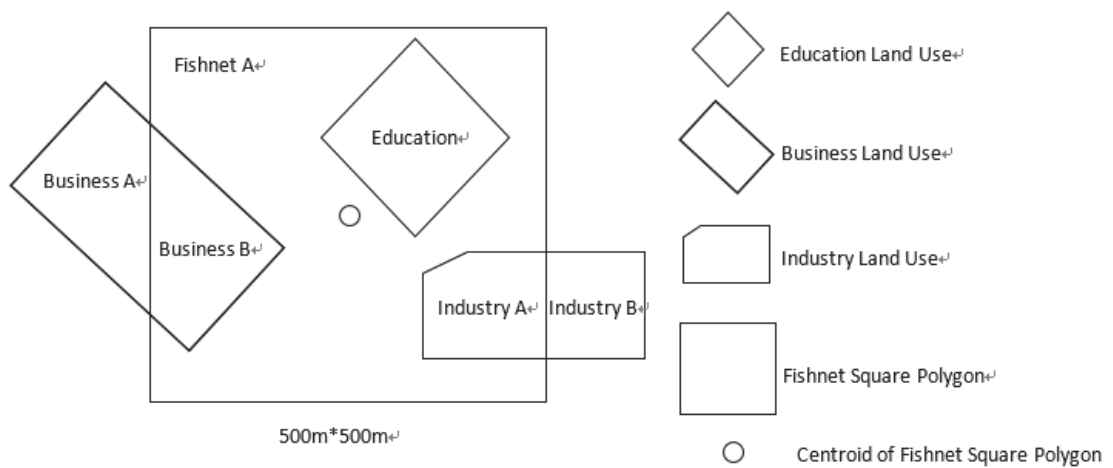 Fishnet A↵
Education↵
Business A↵
Business B↵
Industry A↵ Industry B↵
500m*500m↵
Education Land Use↵
Business Land Use↵
Industry Land Use↵
Fishnet Square Polygon↵
Centroid of Fishnet Square Polygon